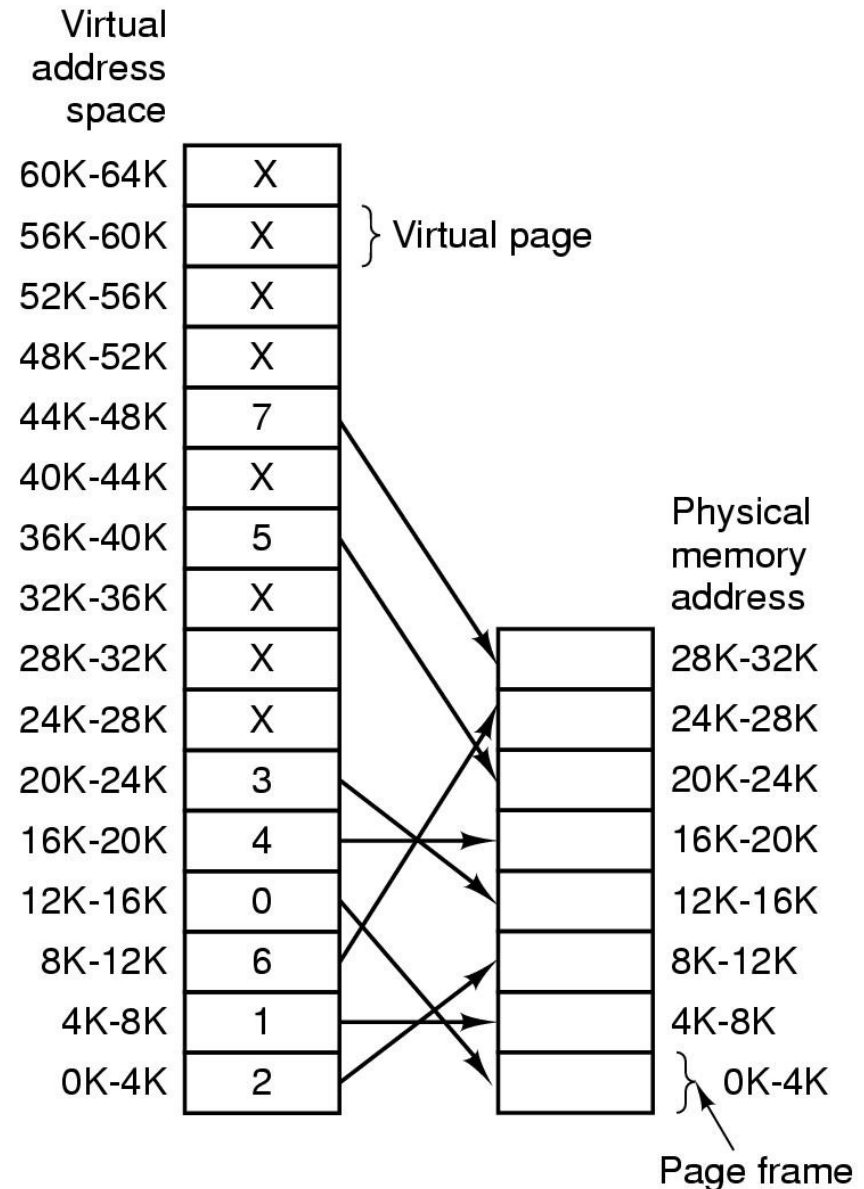 Virtual
address
space
60K-64K X
56K-60K X Virtual page
52K-56K X
48K-52K X
44K-48K 7
40K-44K X
36K-40K 5
Physical
memory
address
32K-36K X
28K-32K X 28K-32K
24K-28K X 24K-28K
20K-24K 3 20K-24K
16K-20K 4 16K-20K
12K-16K 0 12K-16K
8K-12K 6 8K-12K
4K-8K 1 4K-8K
0K-4K 2 0K-4K
Page frame